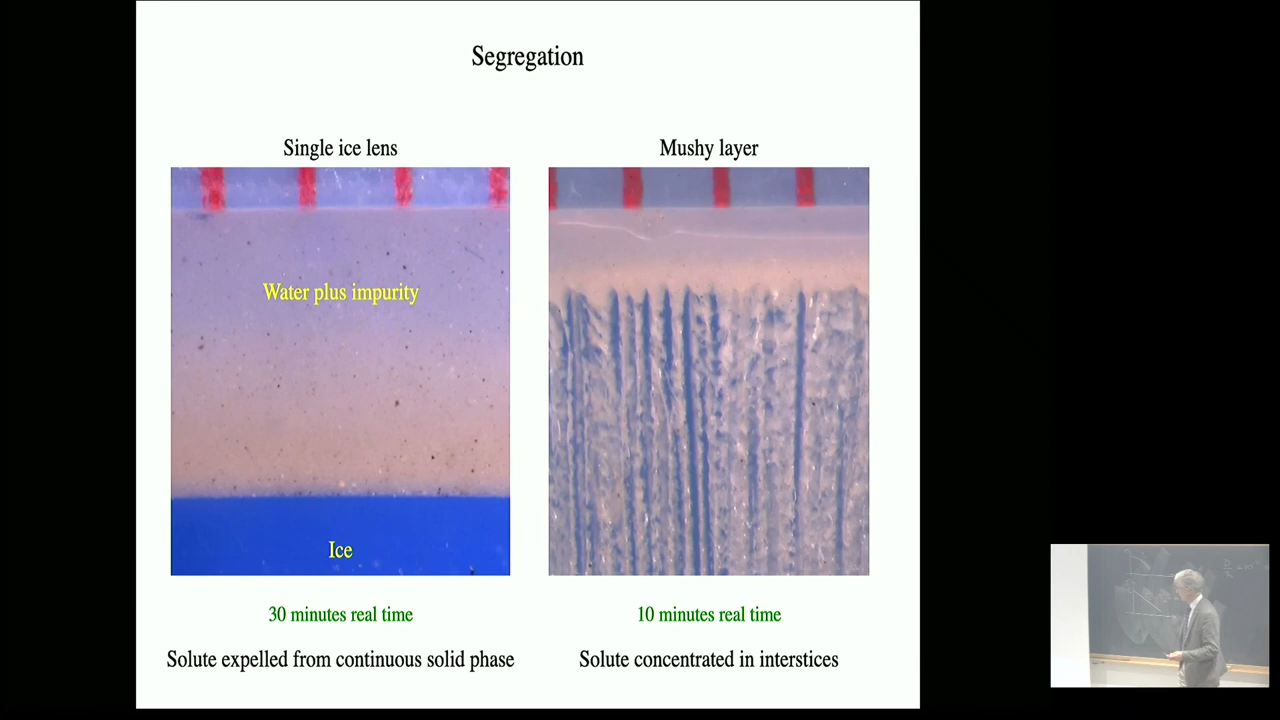 Segregation
Single ice lens
Mushy layer
Water plus impurity
Ice
30 minutes real time
10 minutes real time
Solute expelled from continuous solid phase
Solute concentrated in interstices